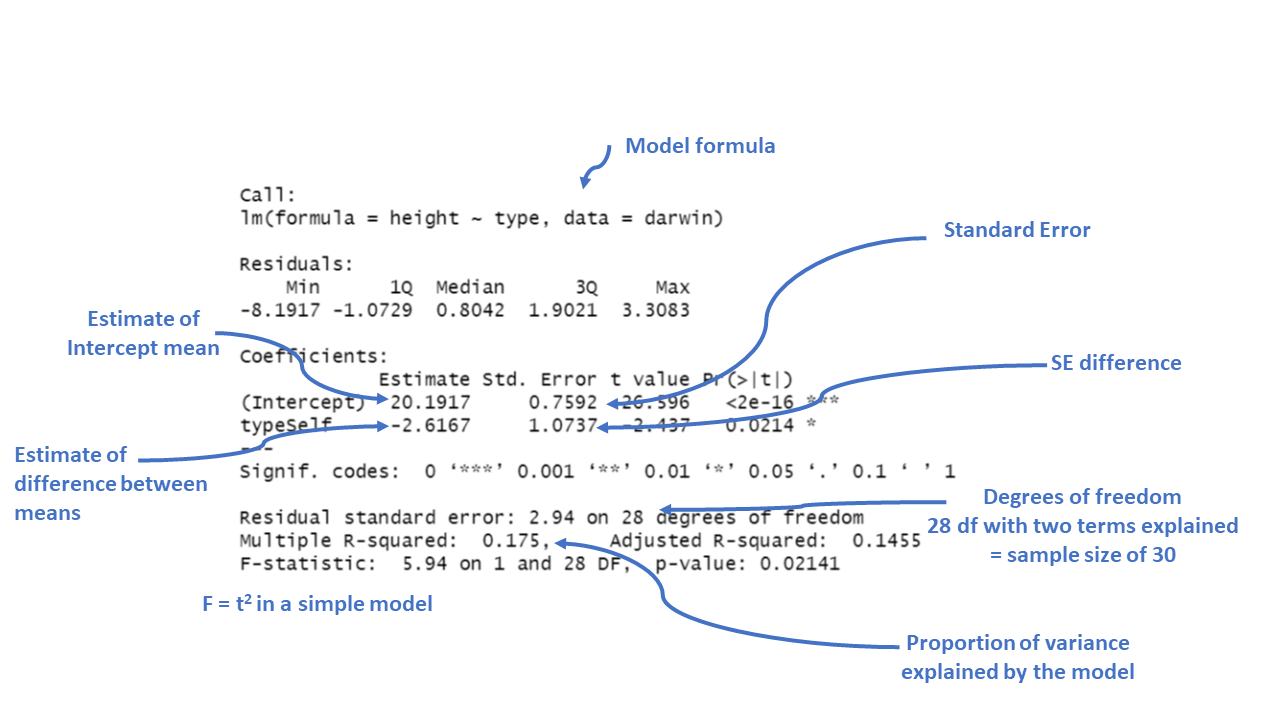 Model formula
Call:
lm(formula = height ~ type, data = darwin)
Standard Error
Residuals:
Min 1Q Median 3Q Max
-8.1917 -1.0729 0.8042 1.9021 3.3083
Estimate of
Intercept mean
Coefficients:
Estimate Std. Error t value Pr(>|t|)
(Intercept) 20.1917 0.7592 26.596 <2e-16 ***
typeSelf -2.6167 1.0737 -2.437 0.0214 *
---
SE difference
Estimate of
difference between
means
Signif. codes: 0 ‘***’ 0.001 ‘**’ 0.01 ‘*’ 0.05 ‘.’ 0.1 ‘ ’ 1
Residual standard error: 2.94 on 28 degrees of freedom
Multiple R-squared: 0.175, Adjusted R-squared: 0.1455
F-statistic: 5.94 on 1 and 28 DF, p-value: 0.02141
Degrees of freedom
28 df with two terms explained
= sample size of 30
F = t² in a simple model
Proportion of variance
explained by the model